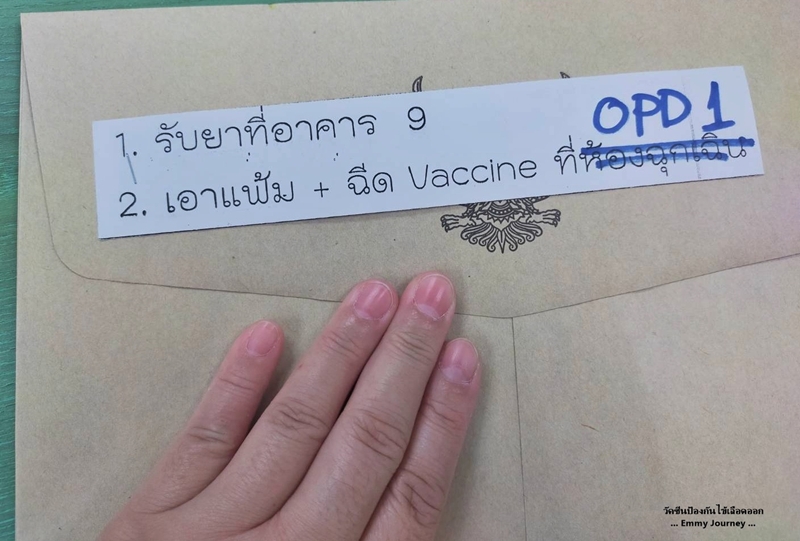 OPD 1
1. รับยาที่อาคาร 9
2. เอาแฟ้ม + ฉีด Vaccine ที่ห้องฉุกเฉิน
วัคซีนป้องกันไข้เลือดออก
... Emmy Journey ...